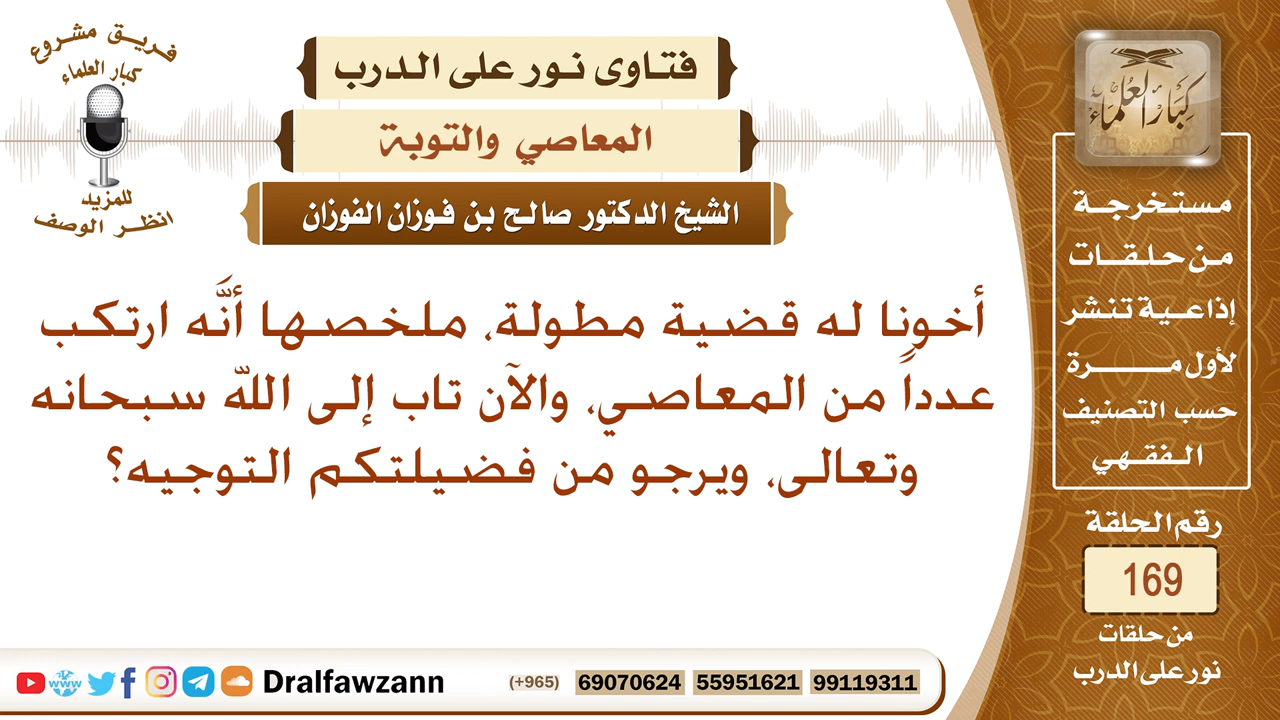 فتاوى نور على الدرب
المعاصي والتوبة
الشيخ الدكتور صالح بن فوزان الفوزان
أخونا له قضية مطولة، ملخصها أنَّه ارتكب
عدداً من المعاصي، والآن تاب إلى الله سبحانه
وتعالى، ويرجو من فضيلتكم التوجيه؟
فريق مشروع
كبار العلماء
للمزيد
انظر الوصف
كبار العلماء
مستخرجة
من حلقات
إذاعية تنشر
لأول مرة
حسب التصنيف
الفقهي
رقم الحلقة
169
من حلقات
نور على الدرب
www Dralfawzann (+965) 69070624 55951621 99119311